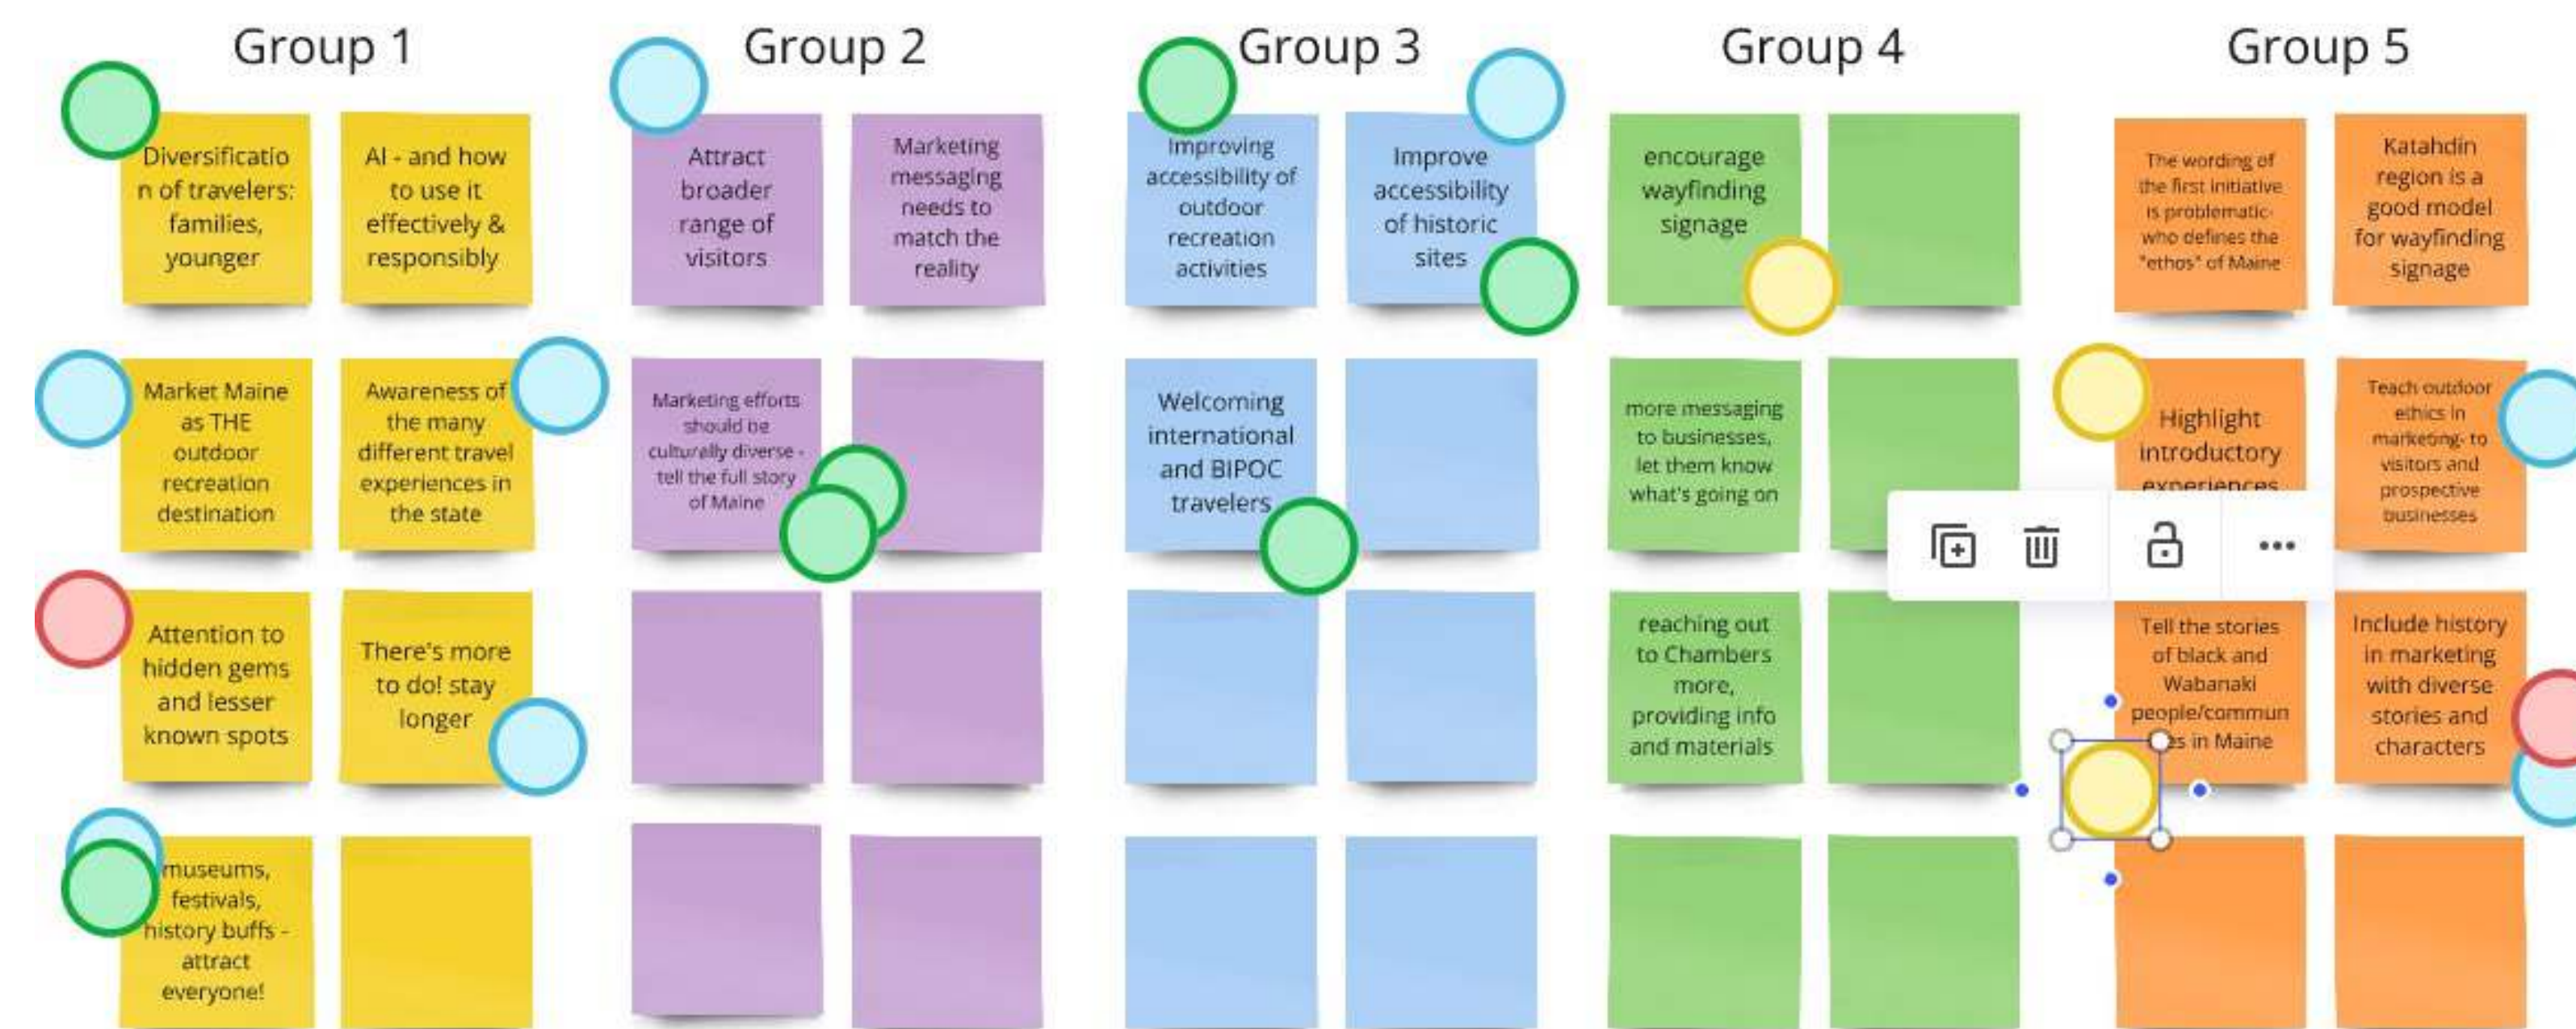 Group 1
Diversificatio
n of travelers:
families,
younger
AI - and how
to use it
effectively &
responsibly
Market Maine
as THE
outdoor
recreation
destination
Awareness of
the many
different travel
experiences in
the state
Attention to
hidden gems
and lesser
known spots
There's more
to do! stay
longer
museums,
festivals,
history buffs -
attract
everyone!
Group 2
Attract
broader
range of
visitors
Marketing
messaging
needs to
match the
reality
Marketing efforts
should be
culturally diverse -
tell the full story
of Maine
Group 3
Improving
accessibility of
outdoor
recreation
activities
Improve
accessibility
of historic
sites
Welcoming
international
and BIPOC
travelers
Group 4
encourage
wayfinding
signage
more messaging
to businesses,
let them know
what's going on
reaching out
to Chambers
more,
providing info
and materials
Group 5
The wording of
the first initiative
is problematic-
who defines the
"ethos" of Maine
Katahdin
region is a
good model
for wayfinding
signage
Highlight
introductory
experiences
Teach outdoor
ethics in
marketing- to
visitors and
prospective
businesses
Tell the stories
of black and
Wabanaki
people/commun
es in Maine
Include history
in marketing
with diverse
stories and
characters